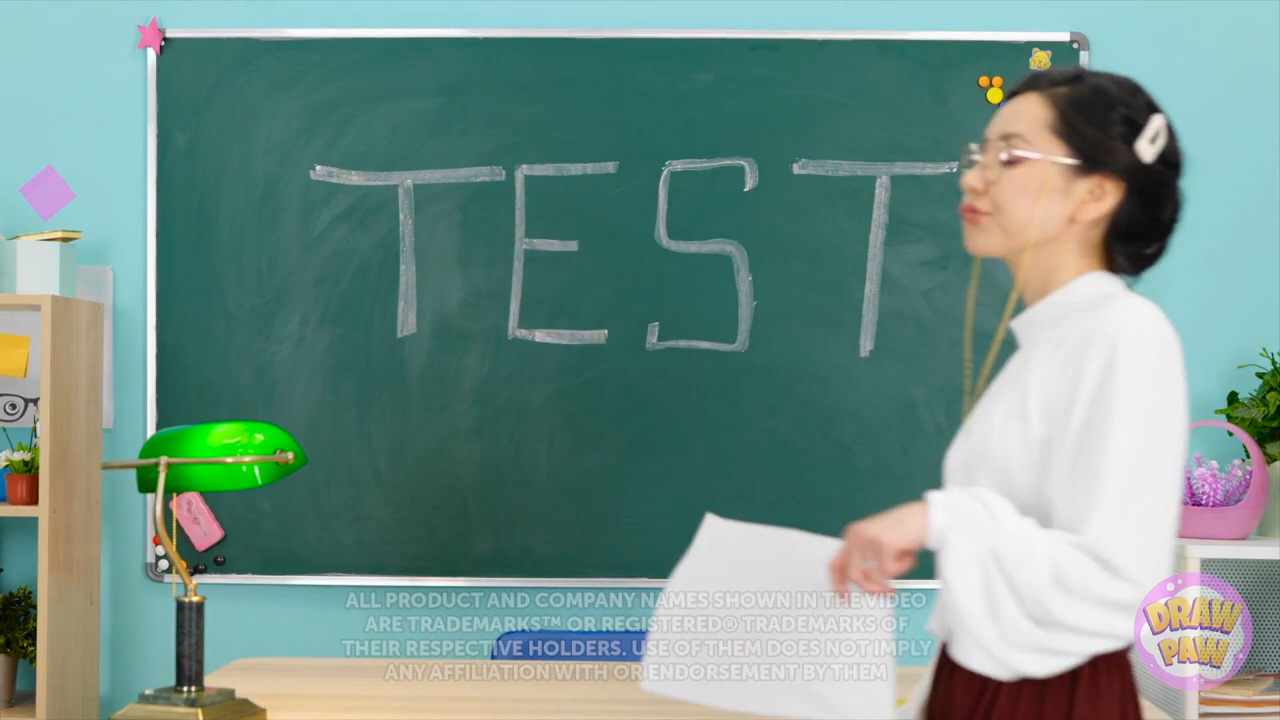 TEST
ALL PRODUCT AND COMPANY NAMES SHOWN IN THE VIDEO
ARE TRADEMARKS™ OR REGISTERED® TRADEMARKS OF
THEIR RESPECTIVE HOLDERS. USE OF THEM DOES NOT IMPLY
ANY AFFILIATION WITH OR ENDORSEMENT BY THEM
DRAW
PAW